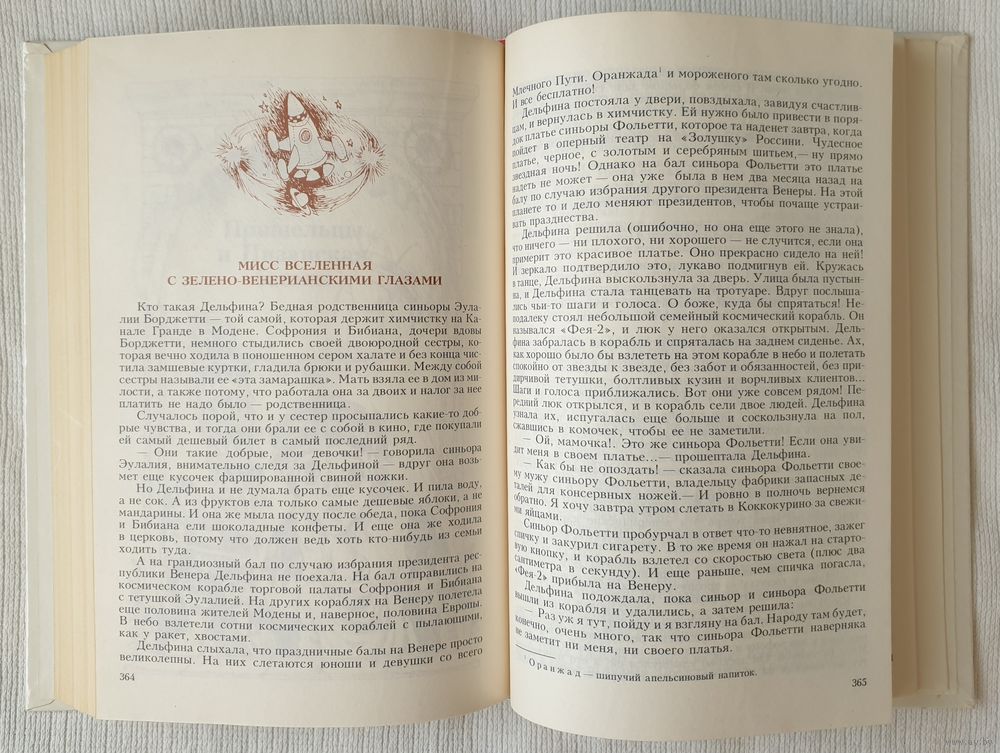 МИСС ВСЕЛЕННАЯ
С ЗЕЛЕНО-ВЕНЕРИАНСКИМИ ГЛАЗАМИ
Кто такая Дельфина? Бедная родственница синьоры Эула-
лии Борджетти — той самой, которая держит химчистку на Ка-
нале Гранде в Модене. Софрония и Бибиана, дочери вдовы
Борджетти, немного стыдились своей двоюродной сестры, ко-
торая вечно ходила в поношенном сером халате и без конца чис-
тила замшевые куртки, гладила брюки и рубашки. Между собой
сестры называли ее «эта замарашка». Мать взяла ее в дом из ми-
лости, а также потому, что работала она за двоих и налог за нее
платить не надо было — родственница.
Случалось порой, что и у сестер просыпались какие-то доб-
рые чувства, и тогда они брали ее с собой в кино, где покупали
ей самый дешевый билет в самый последний ряд.
— Они такие добрые, мои девочки! — говорила синьора
Эулалия, внимательно следя за Дельфиной — вдруг она возь-
мет еще кусочек фаршированной свиной ножки.
Но Дельфина и не думала брать еще кусочек. И пила воду,
а не сок. А из фруктов ела только самые дешевые яблоки, а не
мандарины. И она же мыла посуду после обеда, пока Софрония
и Бибиана ели шоколадные конфеты. И еще она же ходила
в церковь, потому что должен ведь хоть кто-нибудь из семьи
ходить туда.
А на грандиозный бал по случаю избрания президента рес-
публики Венера Дельфина не поехала. На бал отправились на
космическом корабле торговой палаты Софрония и Бибиана
с тетушкой Эулалией. На других кораблях на Венеру полетела
еще половина жителей Модены и, наверное, половина Европы.
В небо взлетели сотни космических кораблей с пылающими,
как у ракет, хвостами.
Дельфина слыхала, что праздничные балы на Венере просто
великолепны. На них слетаются юноши и девушки со всего
364
Млечного Пути. Оранжада¹ и мороженого там сколько угодно.
И все бесплатно!
Дельфина постояла у двери, повздыхала, завидуя счастлив-
цам, и вернулась в химчистку. Ей нужно было привести в поря-
док платье синьоры Фольетти, которое та наденет завтра, когда
пойдет в оперный театр на «Золушку» Россини. Чудесное
платье, черное, с золотым и серебряным шитьем,— ну прямо
звездная ночь! Однако на бал синьора Фольетти это платье
надеть не может — она уже была в нем два месяца назад на
балу по случаю избрания другого президента Венеры. На этой
планете то и дело меняют президентов, чтобы почаще устраи-
вать празднества.
Дельфина решила (ошибочно, но она еще этого не знала),
что ничего — ни плохого, ни хорошего — не случится, если она
примерит это красивое платье. Оно прекрасно сидело на ней!
И зеркало подтвердило это, лукаво подмигнув ей. Кружась
в танце, Дельфина выскользнула за дверь. Улица была пустын-
на, и Дельфина стала танцевать на тротуаре. Вдруг послыша-
лись чьи-то шаги и голоса. О боже, куда бы спрятаться! Не-
подалеку стоял небольшой семейный космический корабль. Он
назывался «Фея-2», и люк у него оказался открытым. Дель-
фина забралась в корабль и спряталась на заднем сиденье. Ах,
как хорошо было бы взлететь на этом корабле в небо и полетать
спокойно от звезды к звезде, без забот и обязанностей, без при-
дирчивой тетушки, болтливых кузин и ворчливых клиентов...
Шаги и голоса приближались. Вот они уже совсем рядом! Пе-
редний люк открылся, и в корабль сели двое людей. Дельфина
узнала их, испугалась еще больше и соскользнула на пол,
сжавшись в комочек, чтобы ее не заметили.
— Ой, мамочка!. Это же синьора Фольетти! Если она уви-
дит меня в своем платье...— прошептала Дельфина.
— Как бы не опоздать! — сказала синьора Фольетти свое-
му мужу синьору Фольетти, владельцу фабрики запасных де-
талей для консервных ножей.— И ровно в полночь вернемся
обратно. Я хочу завтра утром слетать в Коккокурино за свежи-
ми яйцами.
Синьор Фольетти пробурчал в ответ что-то невнятное, зажег
спичку и закурил сигарету. В то же время он нажал на старто-
вую кнопку, и корабль взлетел со скоростью света (плюс два
сантиметра в секунду). И еще раньше, чем спичка погасла,
«Фея-2» прибыла на Венеру.
Дельфина подождала, пока синьор и синьора Фольетти
вышли из корабля и удалились, а затем решила:
— Раз уж я тут, пойду и я взгляну на бал. Народу там будет,
конечно, очень много, так что синьора Фольетти наверняка
не заметит ни меня, ни своего платья.
¹ Оранжад — шипучий апельсиновый напиток.
365
www.ay.by